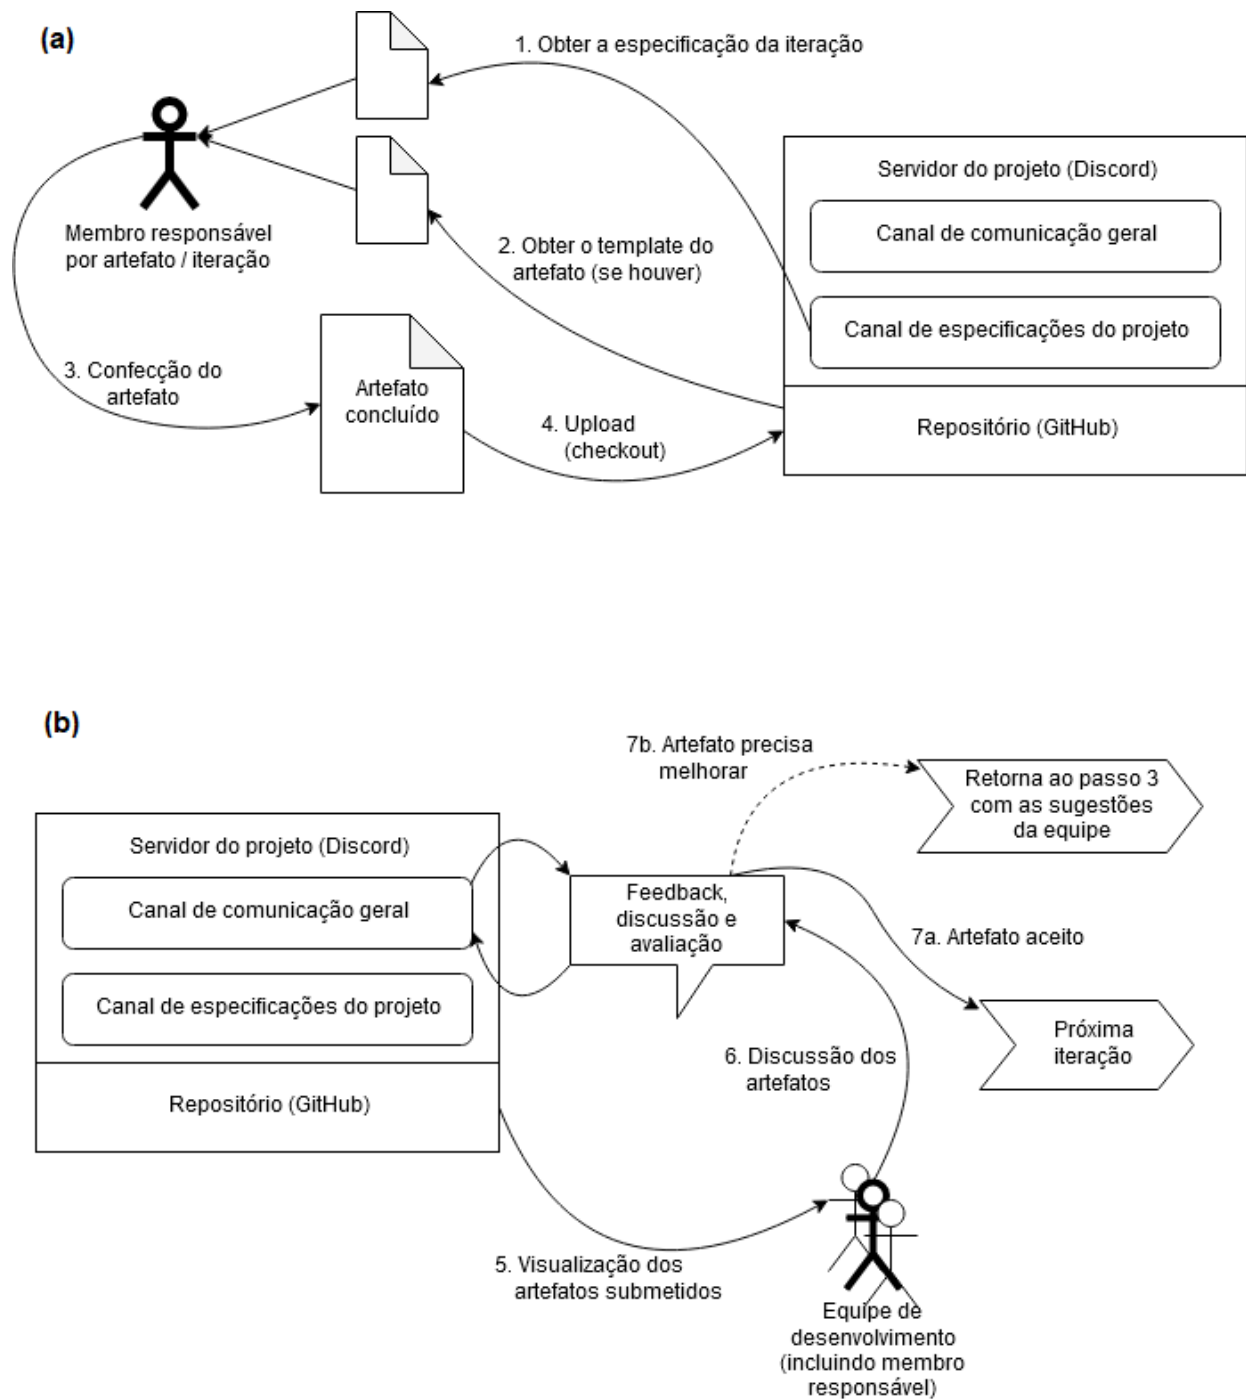 (a)
1. Obter a especificação da iteração
Membro responsável
por artefato / iteração
2. Obter o template do
artefato (se houver)
Servidor do projeto (Discord)
Canal de comunicação geral
Canal de especificações do projeto
Repositório (GitHub)
3. Confecção do
artefato
Artefato
concluído
4. Upload
(checkout)
(b)
7b. Artefato precisa
melhorar
Retorna ao passo 3
com as sugestões
da equipe
Servidor do projeto (Discord)
Canal de comunicação geral
Canal de especificações do projeto
Repositório (GitHub)
Feedback,
discussão e
avaliação
7a. Artefato aceito
Próxima
iteração
6. Discussão dos
artefatos
5. Visualização dos
artefatos submetidos
Equipe de
desenvolvimento
(incluindo membro
responsável)